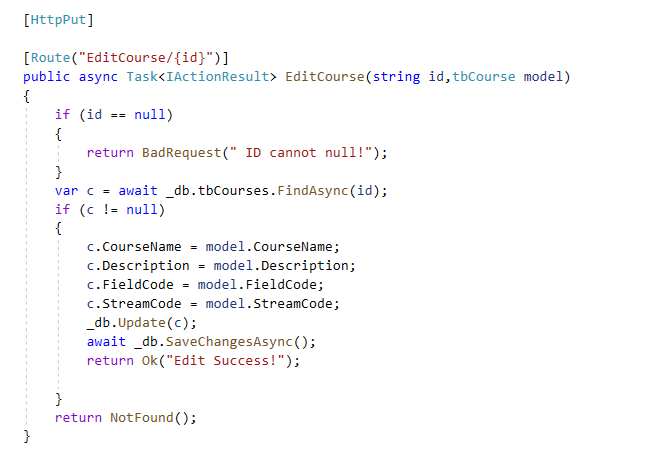 [HttpPut]
[Route("EditCourse/{id}")]
public async Task<IActionResult> EditCourse(string id,tbCourse model)
{
if (id == null)
{
return BadRequest(" ID cannot null!");
}
var c = await _db.tbCourses.FindAsync(id);
if (c != null)
{
c.CourseName = model.CourseName;
c.Description = model.Description;
c.FieldCode = model.FieldCode;
c.StreamCode = model.StreamCode;
_db.Update(c);
await _db.SaveChangesAsync();
return Ok("Edit Success!");
}
return NotFound();
}